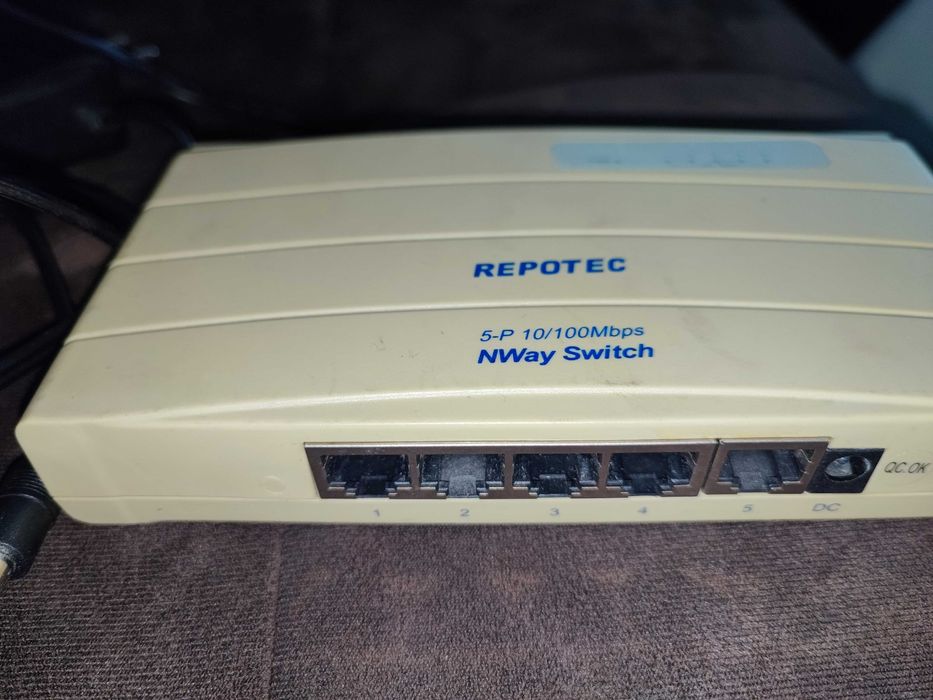 REPOTEC
5-P 10/100Mbps
NWay Switch
QC.OK
1 2 3 4 5 DC